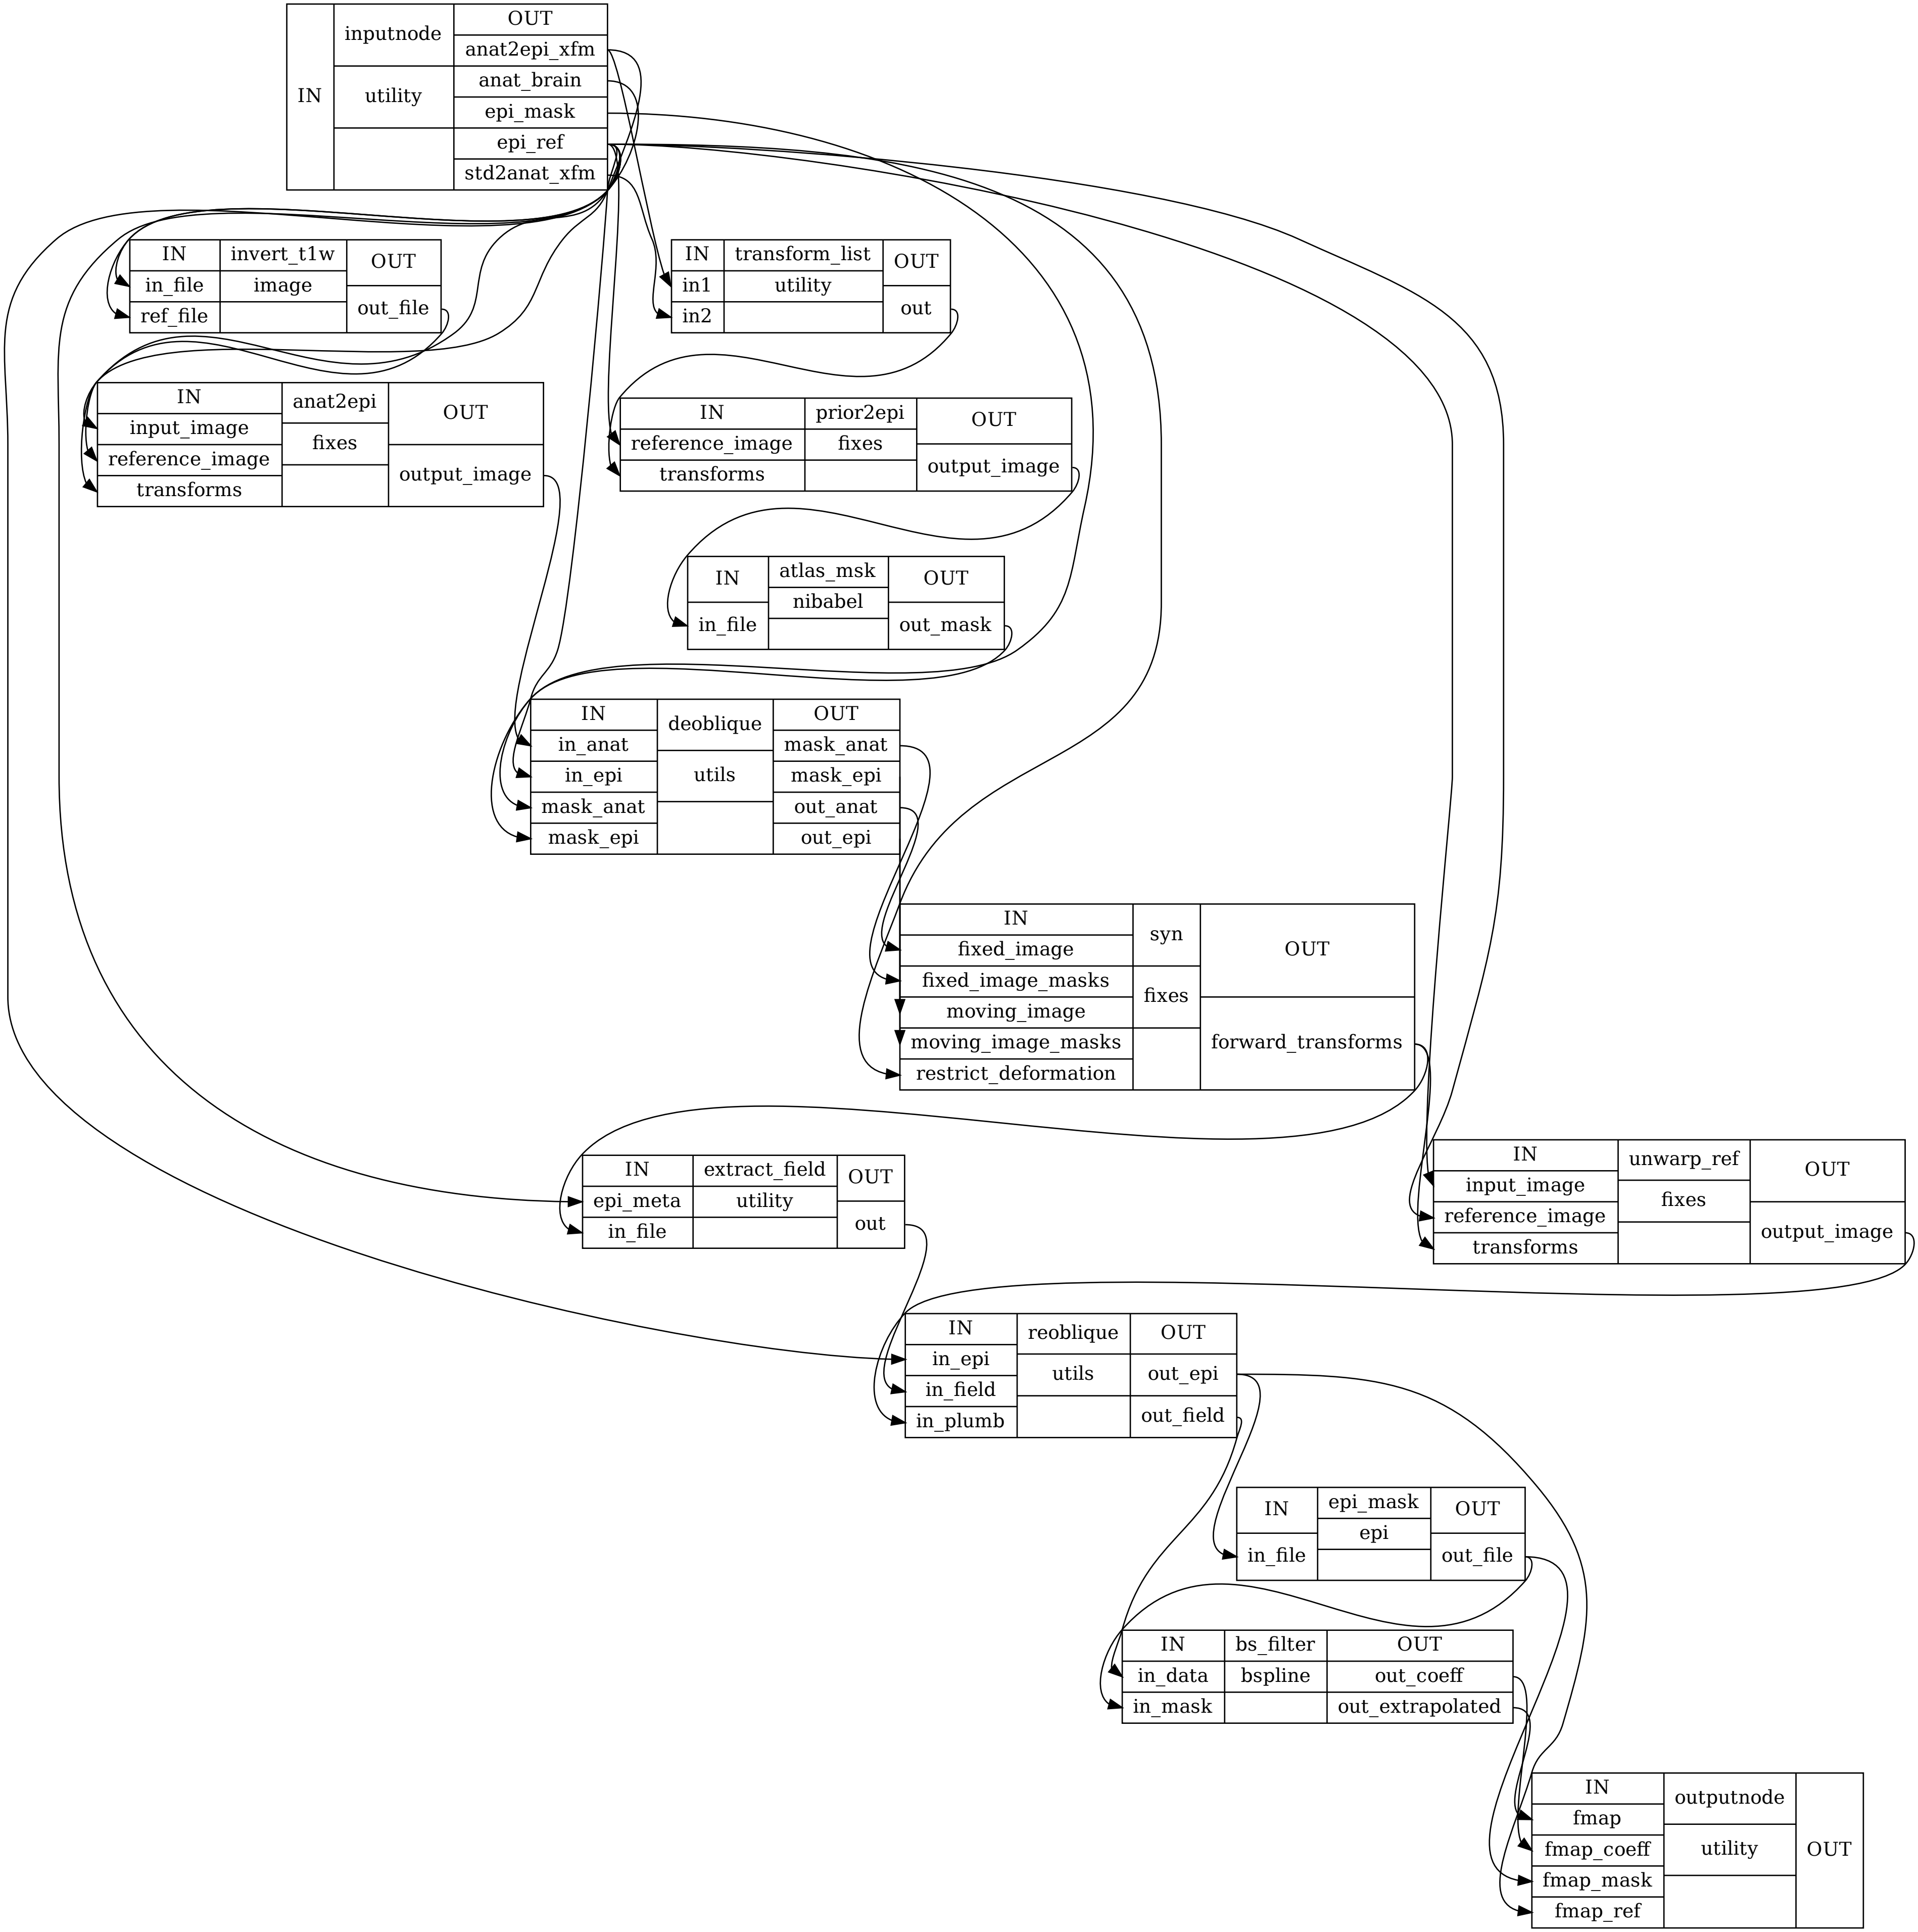 IN
inputnode
utility
OUT
anat2epi_xfm
anat_brain
epi_mask
epi_ref
std2anat_xfm
IN
in_file
ref_file
invert_t1w
image
OUT
out_file
IN
in1
in2
transform_list
utility
OUT
out
IN
input_image
reference_image
transforms
anat2epi
fixes
OUT
output_image
IN
reference_image
transforms
prior2epi
fixes
OUT
output_image
IN
in_file
atlas_msk
nibabel
OUT
out_mask
IN
in_anat
in_epi
mask_anat
mask_epi
deoblique
utils
OUT
mask_anat
mask_epi
out_anat
out_epi
IN
fixed_image
fixed_image_masks
moving_image
moving_image_masks
restrict_deformation
syn
fixes
OUT
forward_transforms
IN
epi_meta
in_file
extract_field
utility
OUT
out
IN
input_image
reference_image
transforms
unwarp_ref
fixes
OUT
output_image
IN
in_epi
in_field
in_plumb
reoblique
utils
OUT
out_epi
out_field
IN
in_file
epi_mask
epi
OUT
out_file
IN
in_data
in_mask
bs_filter
bspline
OUT
out_coeff
out_extrapolated
IN
fmap
fmap_coeff
fmap_mask
fmap_ref
outputnode
utility
OUT